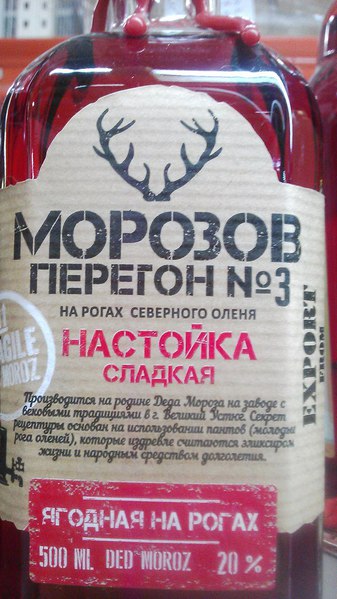 МОРОЗОВ
ПЕРЕГОН №3
НА РОГАХ СЕВЕРНОГО ОЛЕНЯ
НАСТОЙКА
СЛАДКАЯ
Производится на родине Деда Мороза на заводе с
вековыми традициями в г. Великий Устюг. Секрет
рецептуры основан на использовании пантов (молодые
рога оленей), которые издревле считаются эликсиром
жизни и народным средством долголетия.
EXPORT
ЯГОДНАЯ НА РОГАХ
500 ML DED MOROZ 20 %